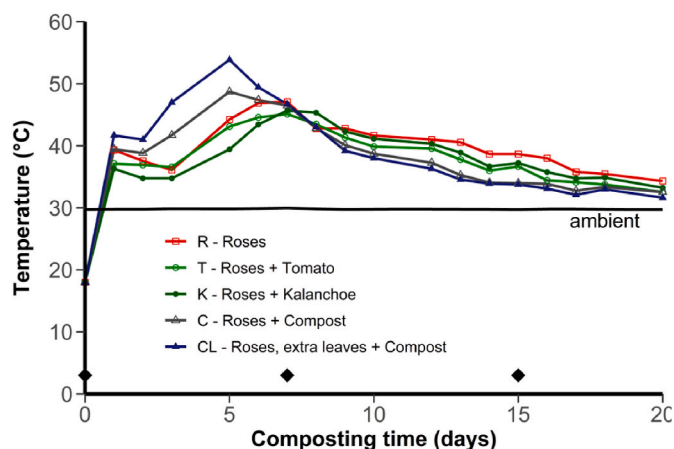 60
50
40
30
20
10
0
Temperature (°C)
ambient
R - Roses
T - Roses + Tomato
K - Roses + Kalanchoe
C - Roses + Compost
CL - Roses, extra leaves + Compost
0 5 10 15 20
Composting time (days)